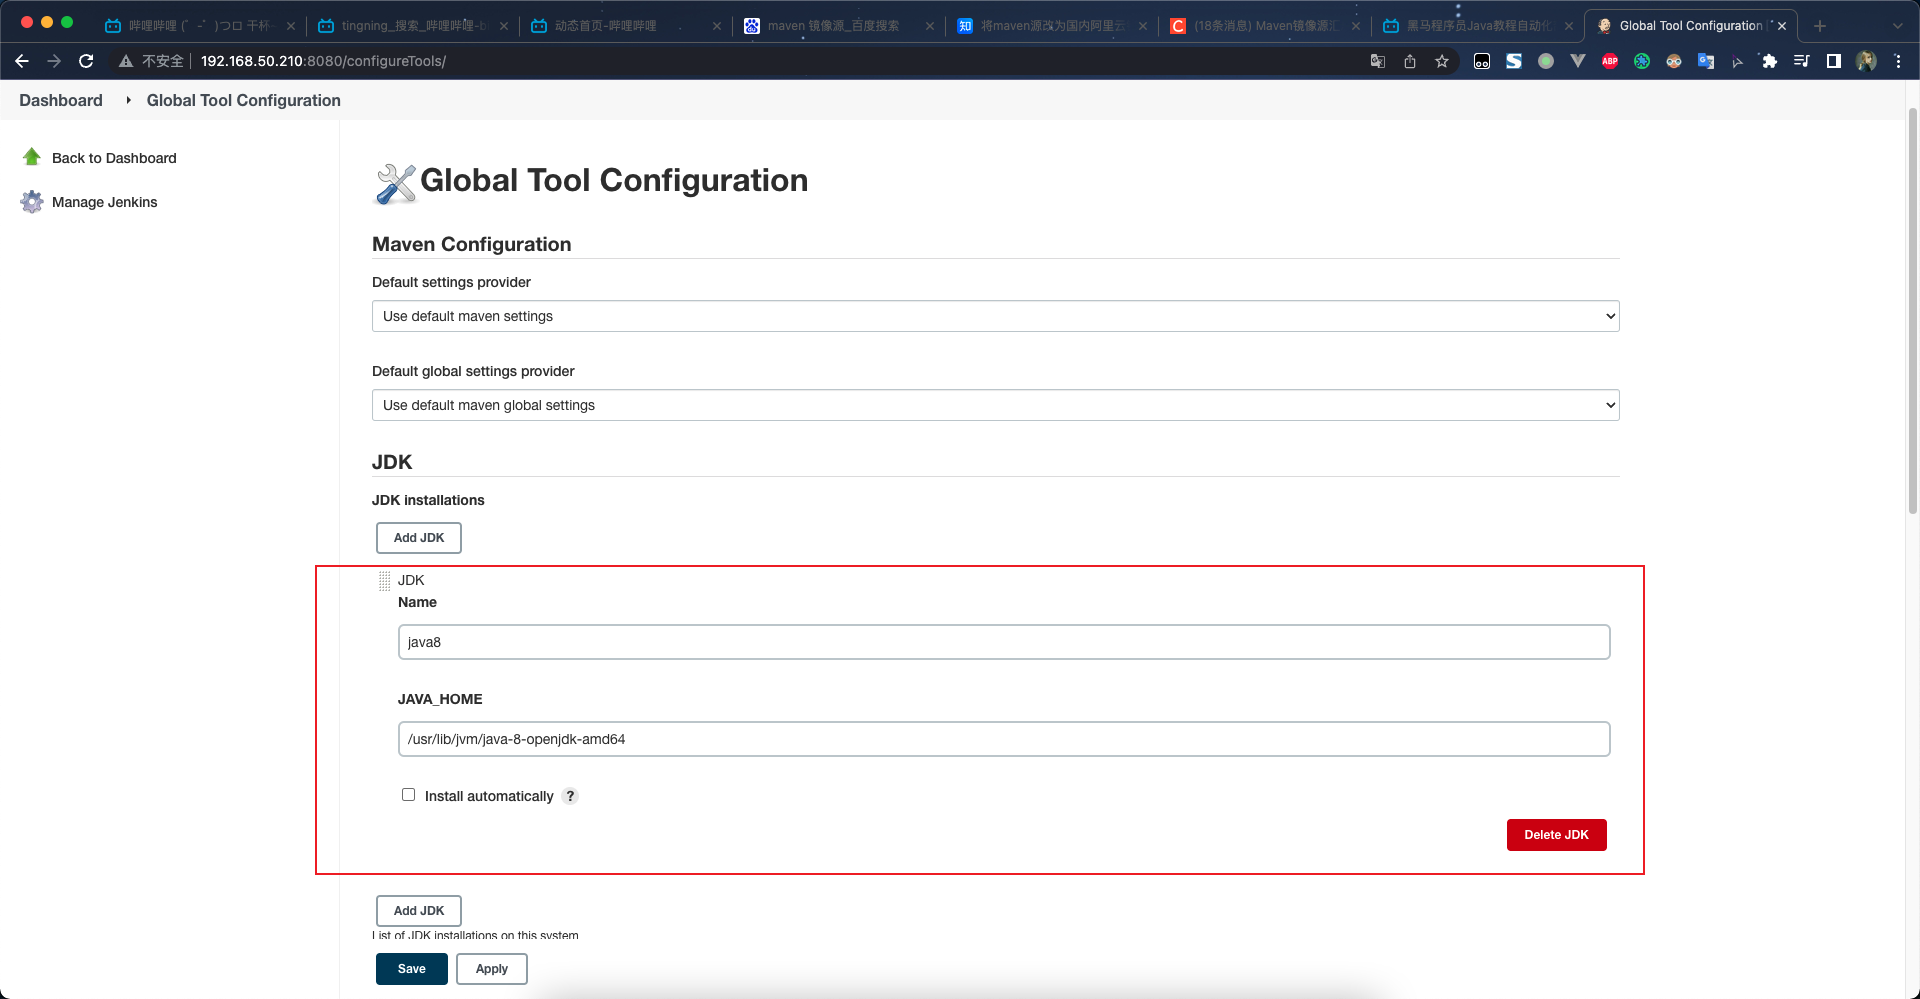 哔哩哔哩 (゜-゜)つロ 干杯-
tingning_搜索_哔哩哔哩-bi
动态首页-哔哩哔哩
maven 镜像源_百度搜索
知
将maven源改为国内阿里云
C
(18条消息) Maven镜像源汇
黑马程序员Java教程自动化
Global Tool Configuration
不安全
192.168.50.210:8080/configureTools/
ABP
Dashboard
Global Tool Configuration
Back to Dashboard
Manage Jenkins
Global Tool Configuration
Maven Configuration
Default settings provider
Use default maven settings
Default global settings provider
Use default maven global settings
JDK
JDK installations
Add JDK
JDK
Name
java8
JAVA_HOME
/usr/lib/jvm/java-8-openjdk-amd64
Install automatically ?
Delete JDK
Add JDK
List of JDK installations on this system
Save
Apply